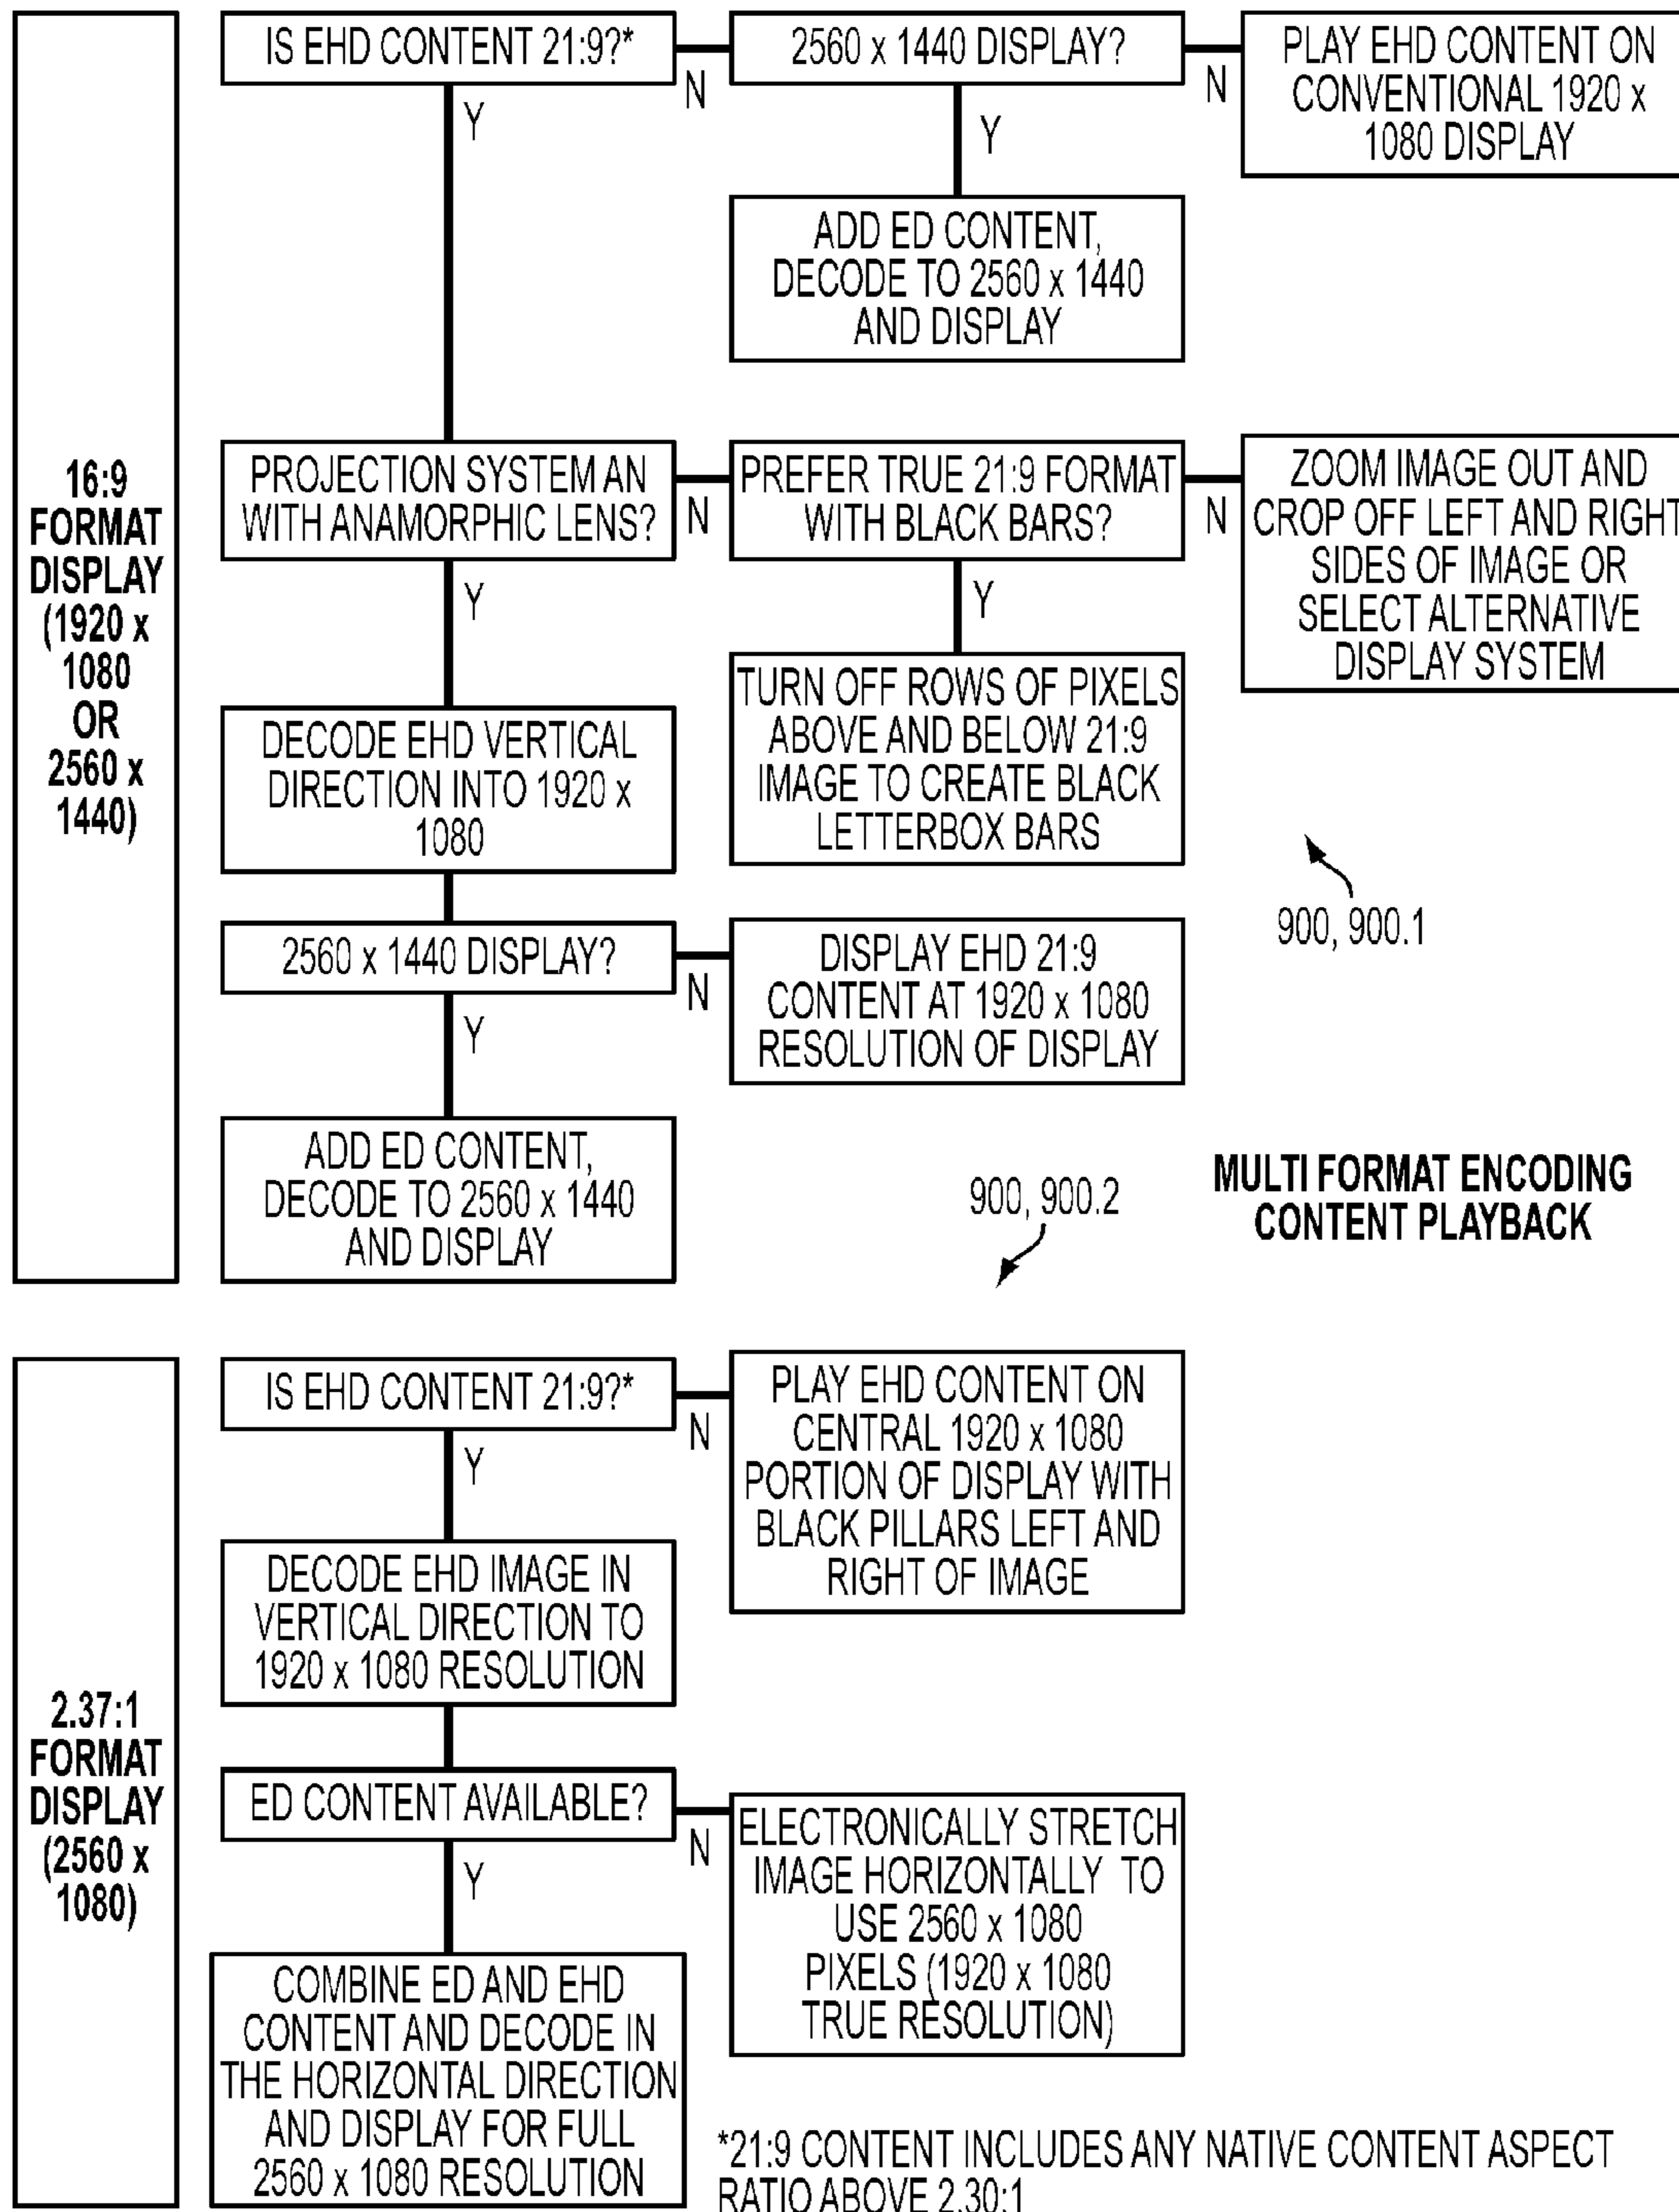 16:9
FORMAT
DISPLAY
(1920 x
1080
OR
2560 x
1440)
IS EHD CONTENT 21:9?*
N
Y
2560 x 1440 DISPLAY?
N
Y
PLAY EHD CONTENT ON
CONVENTIONAL 1920 x
1080 DISPLAY
ADD ED CONTENT,
DECODE TO 2560 x 1440
AND DISPLAY
PROJECTION SYSTEM AN
WITH ANAMORPHIC LENS?
N
Y
PREFER TRUE 21:9 FORMAT
WITH BLACK BARS?
N
Y
ZOOM IMAGE OUT AND
CROP OFF LEFT AND RIGHT
SIDES OF IMAGE OR
SELECT ALTERNATIVE
DISPLAY SYSTEM
TURN OFF ROWS OF PIXELS
ABOVE AND BELOW 21:9
IMAGE TO CREATE BLACK
LETTERBOX BARS
DECODE EHD VERTICAL
DIRECTION INTO 1920 x
1080
900, 900.1
2560 x 1440 DISPLAY?
N
Y
DISPLAY EHD 21:9
CONTENT AT 1920 x 1080
RESOLUTION OF DISPLAY
ADD ED CONTENT,
DECODE TO 2560 x 1440
AND DISPLAY
900, 900.2
MULTI FORMAT ENCODING
CONTENT PLAYBACK
2.37:1
FORMAT
DISPLAY
(2560 x
1080)
IS EHD CONTENT 21:9?*
N
Y
PLAY EHD CONTENT ON
CENTRAL 1920 x 1080
PORTION OF DISPLAY WITH
BLACK PILLARS LEFT AND
RIGHT OF IMAGE
DECODE EHD IMAGE IN
VERTICAL DIRECTION TO
1920 x 1080 RESOLUTION
ED CONTENT AVAILABLE?
N
Y
ELECTRONICALLY STRETCH
IMAGE HORIZONTALLY TO
USE 2560 x 1080
PIXELS (1920 x 1080
TRUE RESOLUTION)
COMBINE ED AND EHD
CONTENT AND DECODE IN
THE HORIZONTAL DIRECTION
AND DISPLAY FOR FULL
2560 x 1080 RESOLUTION
*21:9 CONTENT INCLUDES ANY NATIVE CONTENT ASPECT
RATIO ABOVE 2.30:1